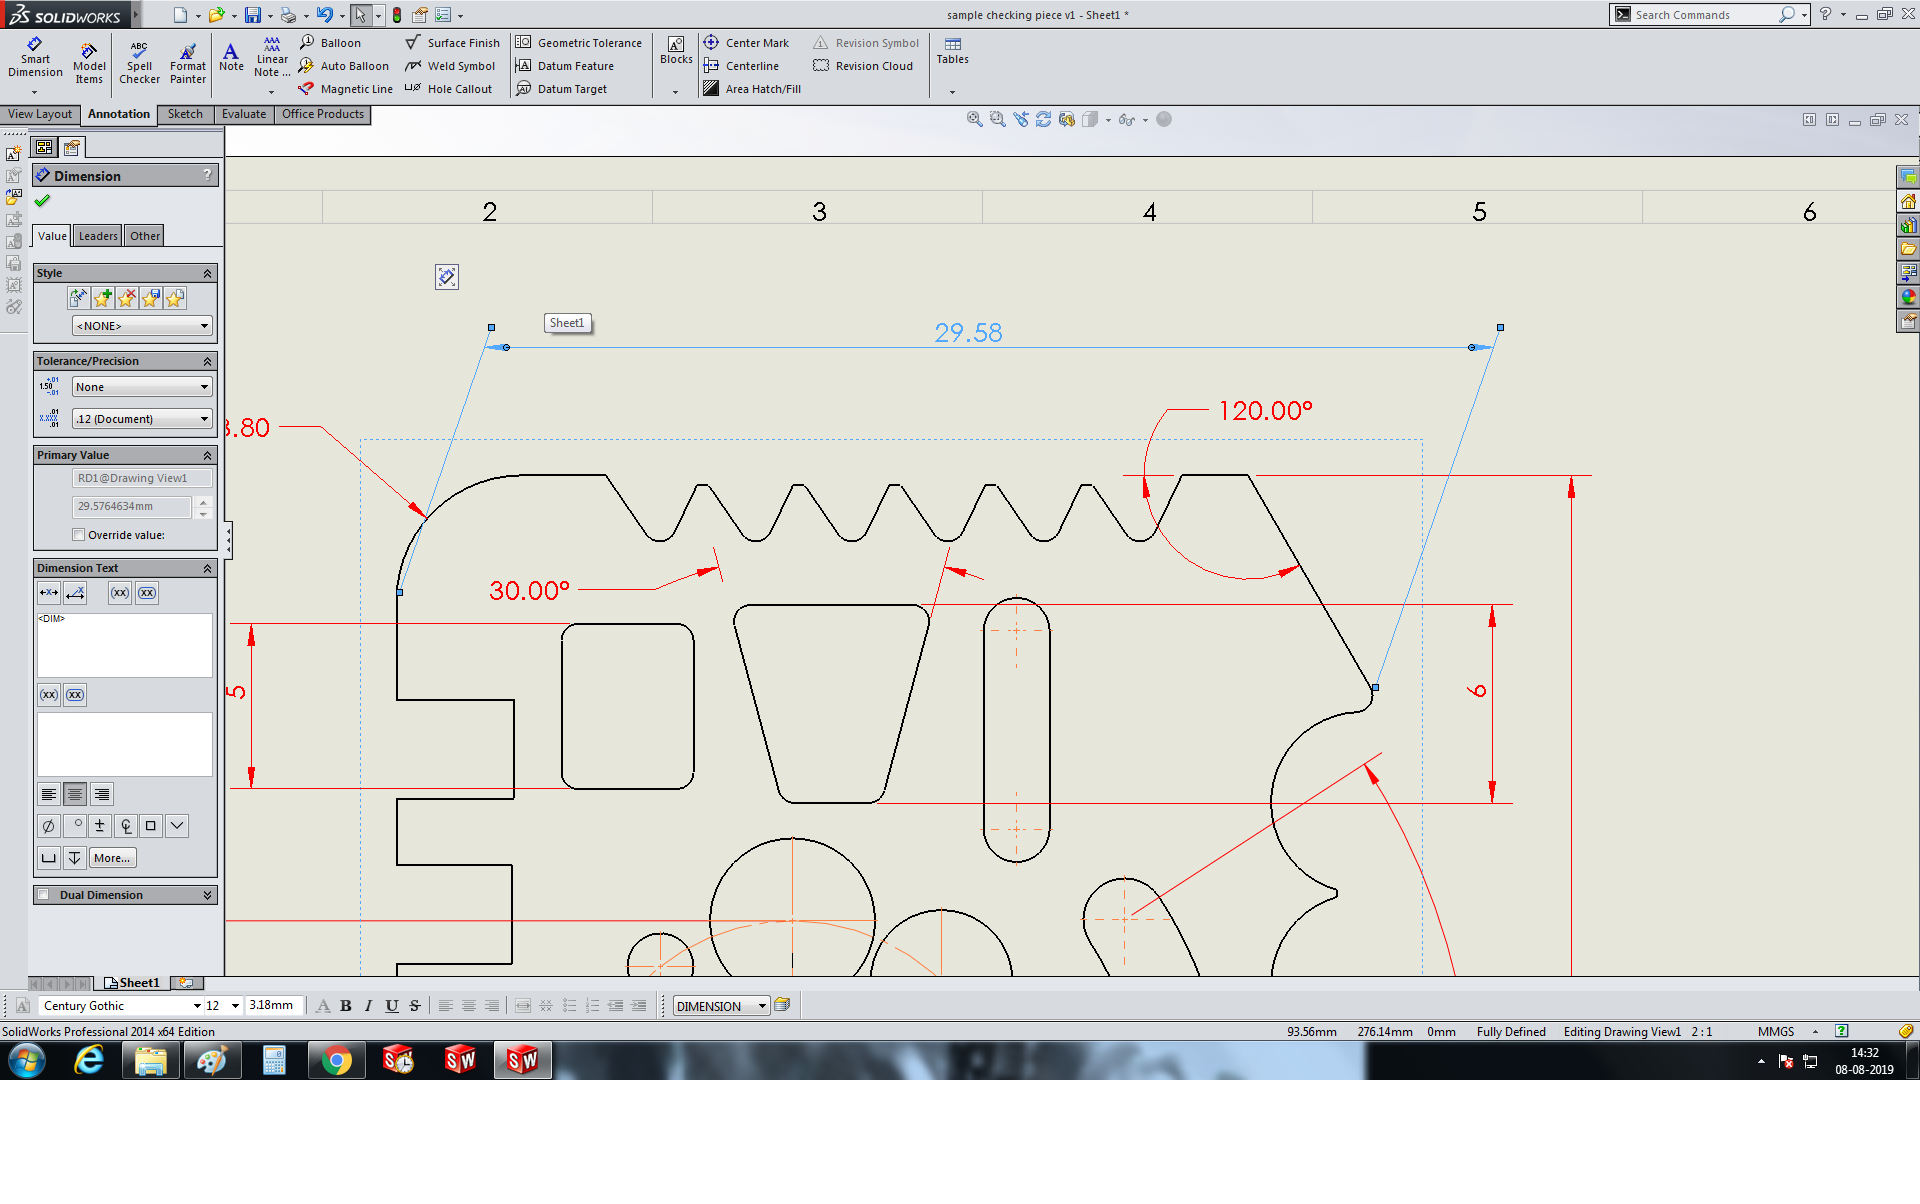 SOLIDWORKS
sample checking piece v1 - Sheet1 *
Search Commands
Smart Dimension
Model Items
Spell Checker
Format Painter
Note
Linear Note ...
Balloon
Auto Balloon
Magnetic Line
Surface Finish
Weld Symbol
Hole Callout
Geometric Tolerance
Datum Feature
Datum Target
Blocks
Center Mark
Centerline
Area Hatch/Fill
Revision Symbol
Revision Cloud
Tables
View Layout
Annotation
Sketch
Evaluate
Office Products
Dimension
?
Value
Leaders
Other
Style
<NONE>
Tolerance/Precision
None
.12 (Document)
Primary Value
RD1@Drawing View1
29.5764634mm
Override value:
Dimension Text
<DIM>
More...
Dual Dimension
2
3
4
5
6
Sheet1
29.58
120.00°
3.80
30.00°
5
6
Sheet1
Century Gothic
12
3.18mm
A B I U S
DIMENSION
SolidWorks Professional 2014 x64 Edition
93.56mm
276.14mm
0mm
Fully Defined
Editing Drawing View1
2 : 1
MMGS
14:32
08-08-2019